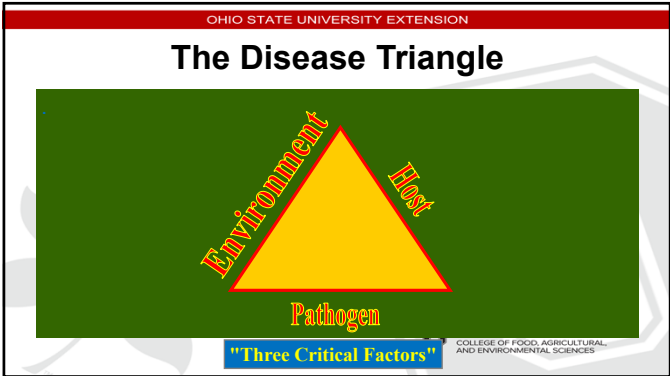 OHIO STATE UNIVERSITY EXTENSION
The Disease Triangle
Environment
Host
Pathogen
"Three Critical Factors"
COLLEGE OF FOOD, AGRICULTURAL,
AND ENVIRONMENTAL SCIENCES